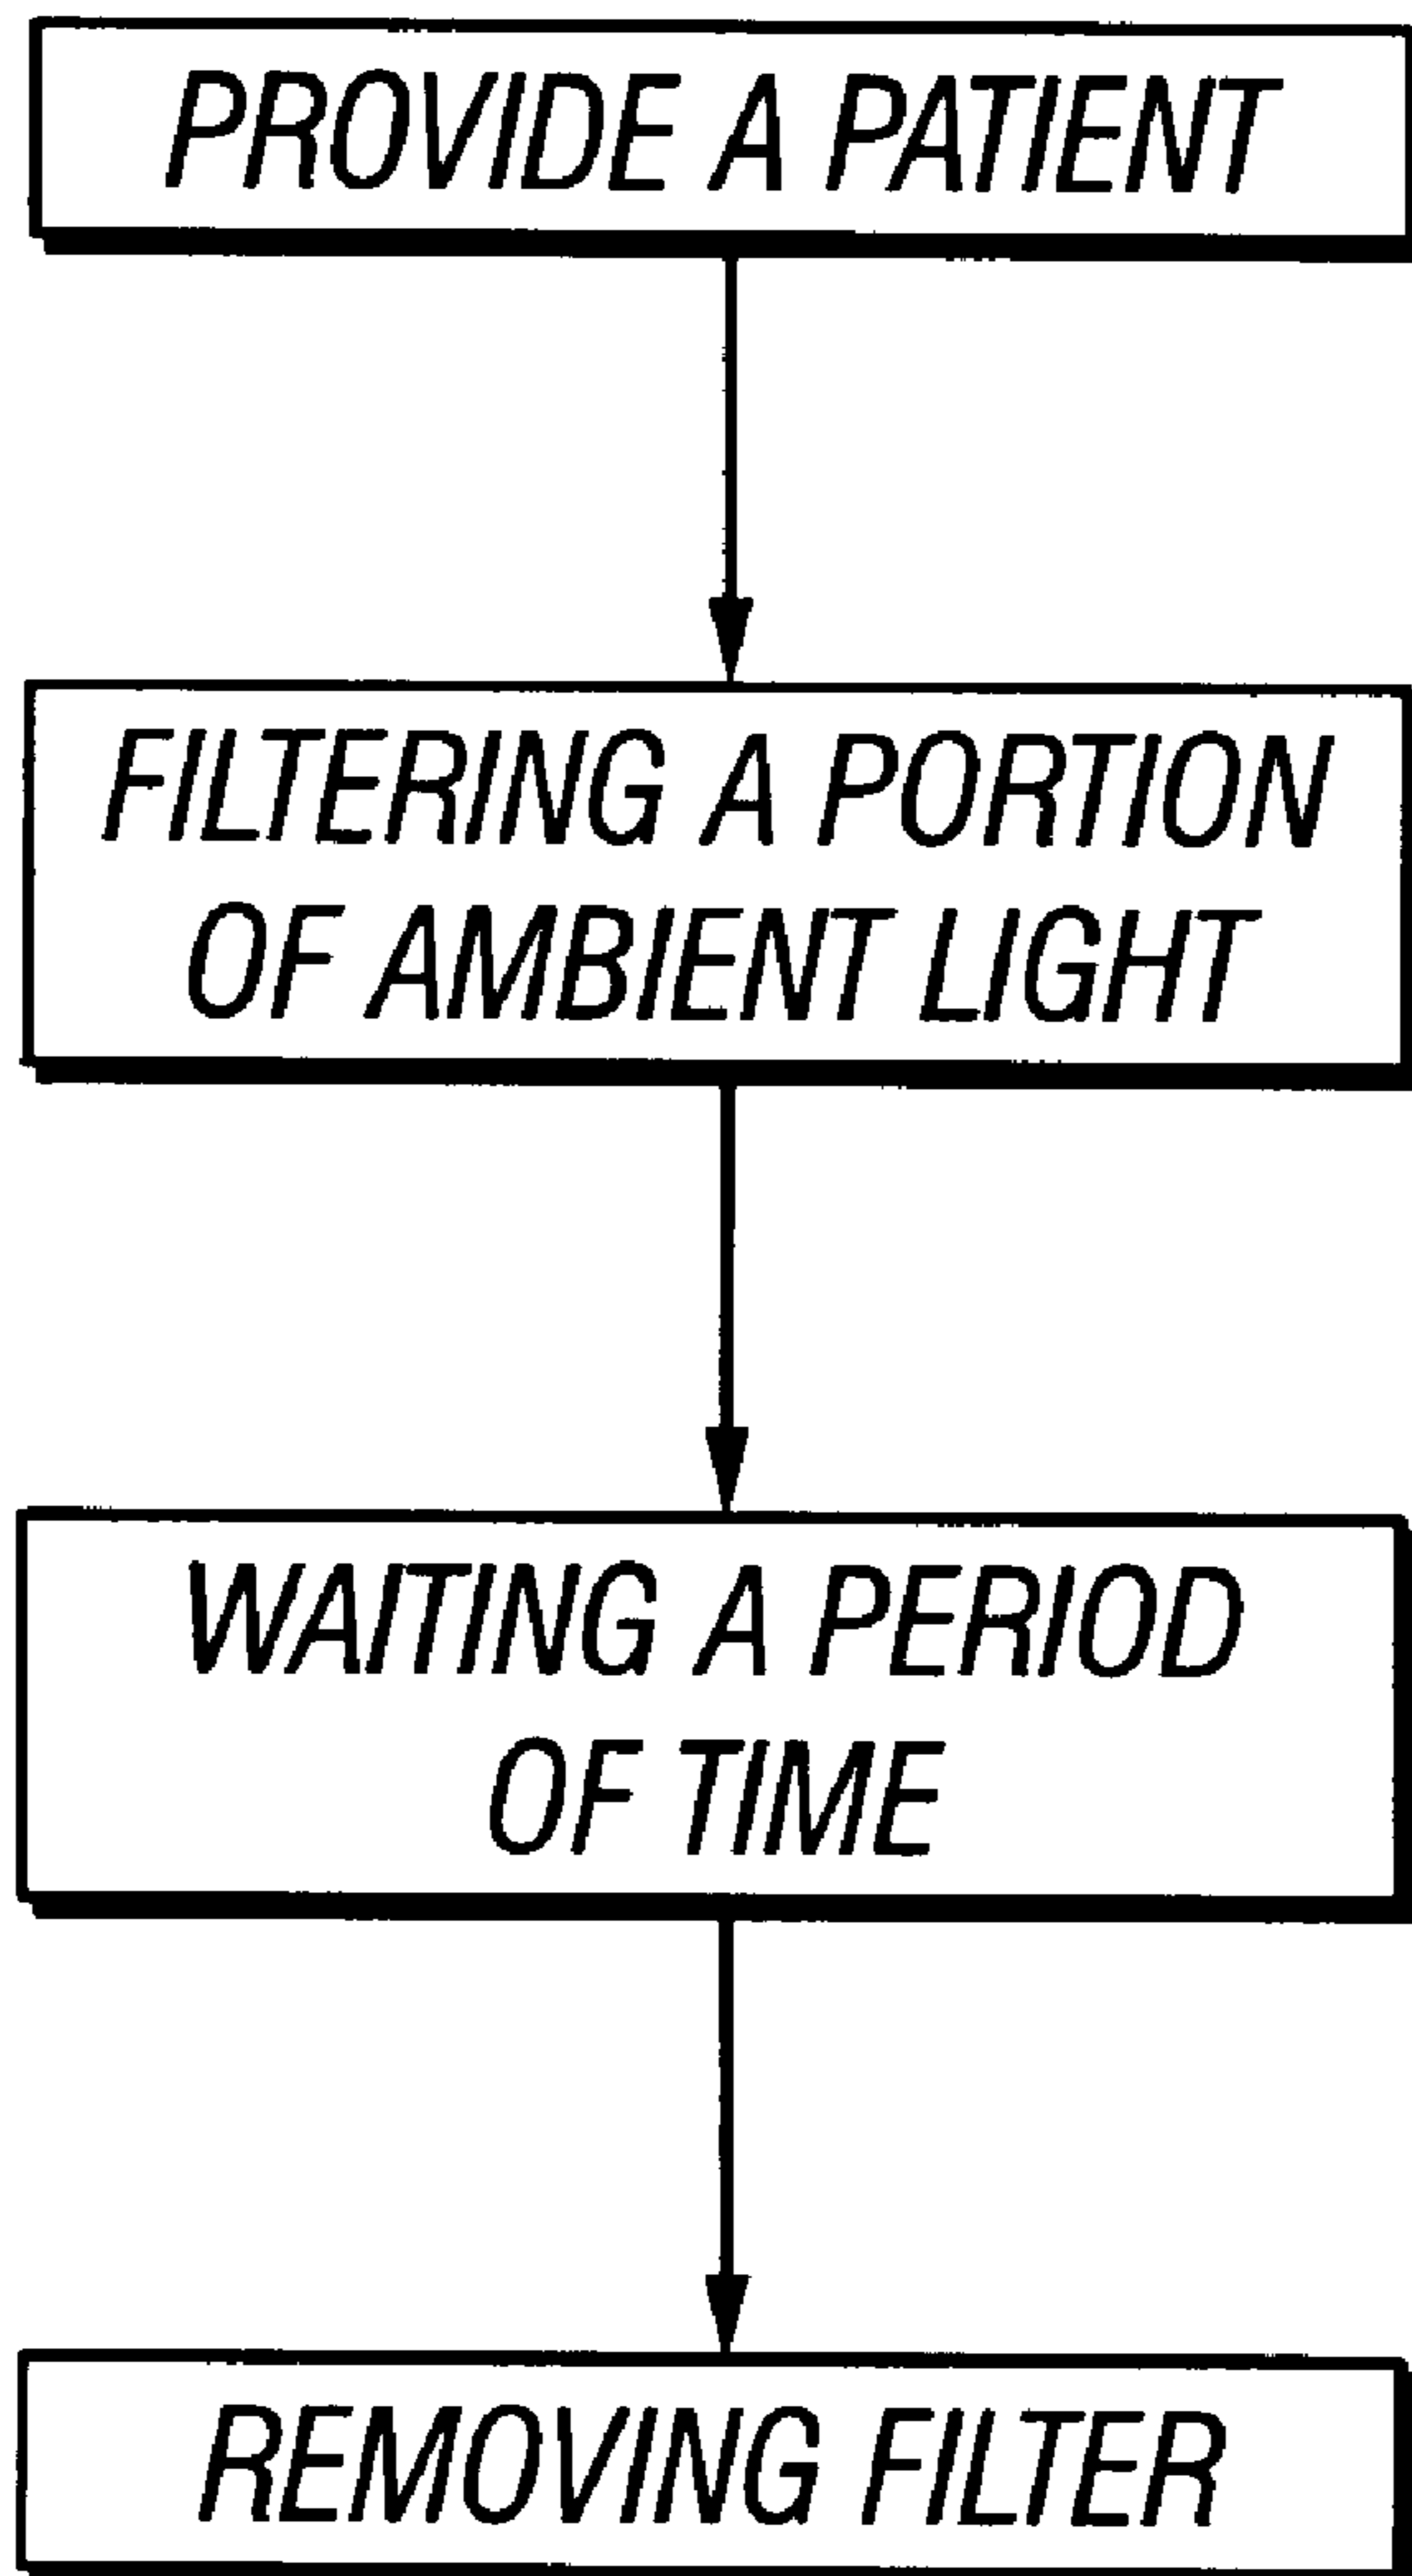 PROVIDE A PATIENT
FILTERING A PORTION
OF AMBIENT LIGHT
WAITING A PERIOD
OF TIME
REMOVING FILTER